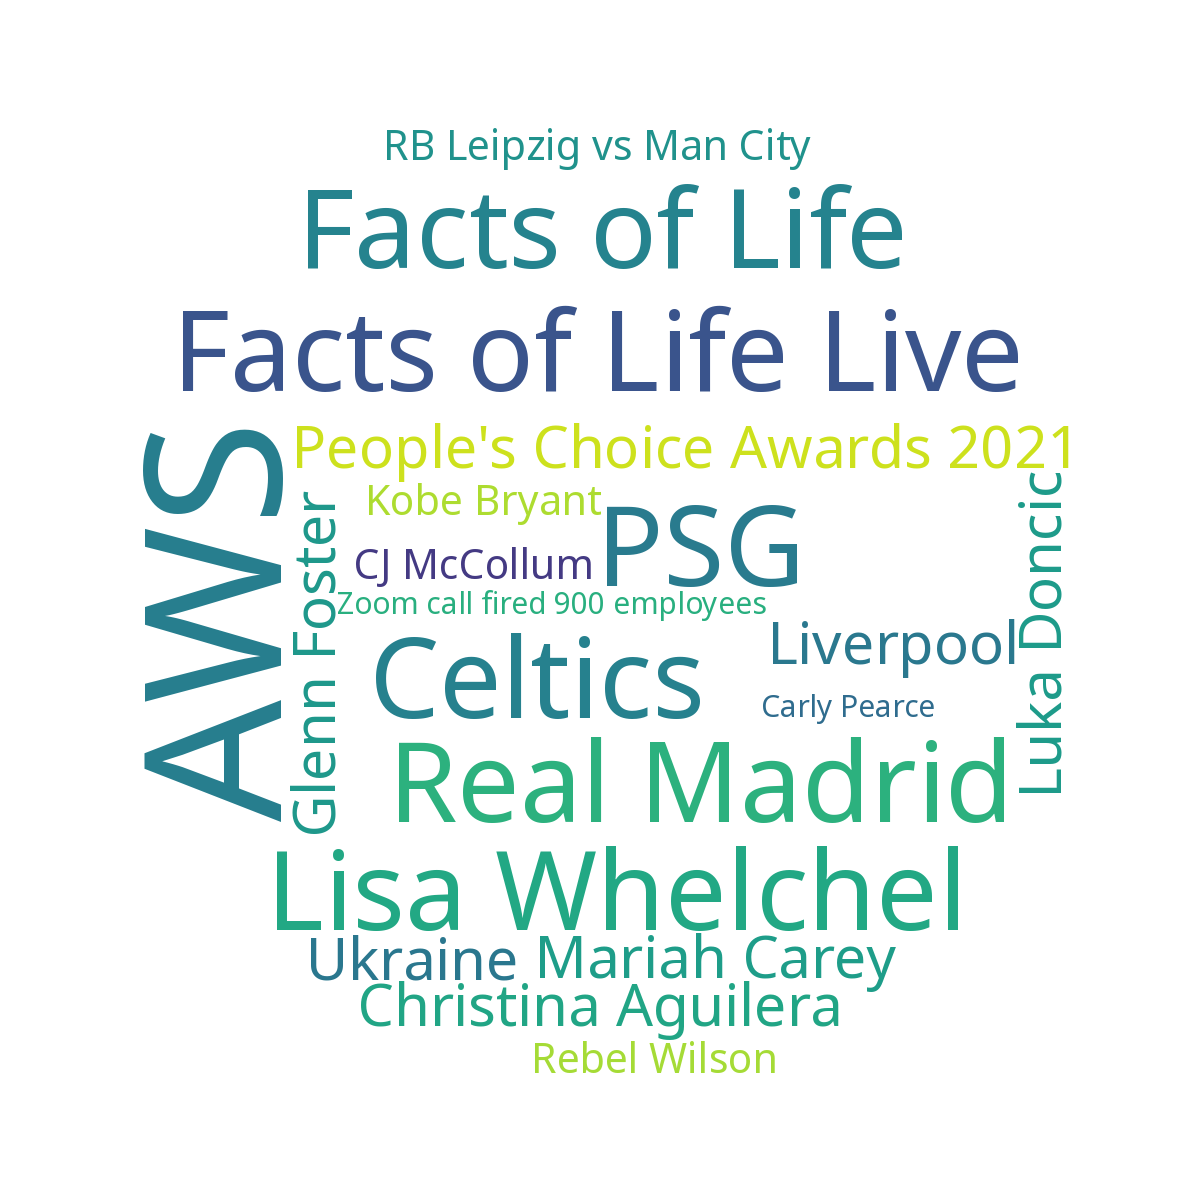 RB Leipzig vs Man City
Facts of Life
Facts of Life Live
AWS
People's Choice Awards 2021
Kobe Bryant
PSG
Glenn Foster
Luka Doncic
CJ McCollum
Zoom call fired 900 employees
Liverpool
Celtics
Carly Pearce
Real Madrid
Lisa Whelchel
Ukraine
Mariah Carey
Christina Aguilera
Rebel Wilson